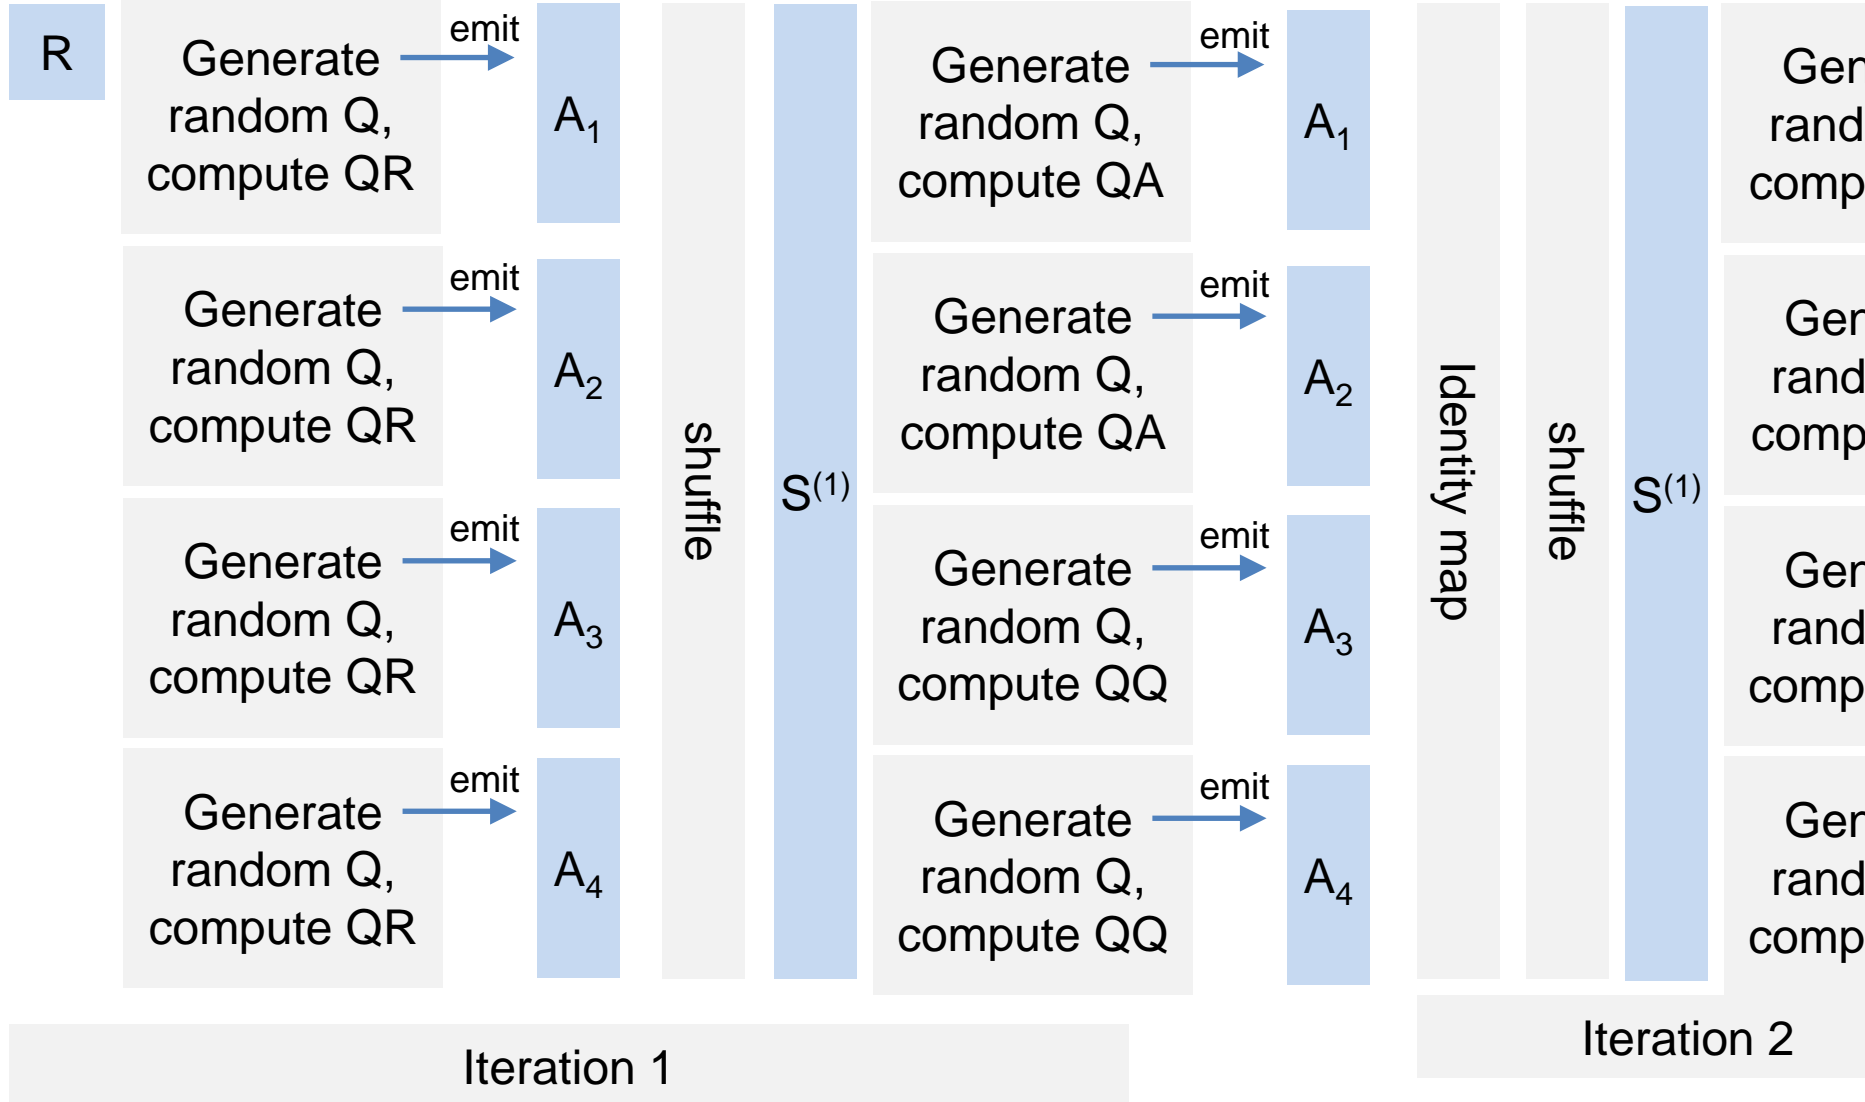 R
Generate
random Q,
compute QR
emit
A1
Generate
random Q,
compute QR
emit
A2
Generate
random Q,
compute QR
emit
A3
Generate
random Q,
compute QR
emit
A4
shuffle
S(1)
Generate
random Q,
compute QA
emit
A1
Generate
random Q,
compute QA
emit
A2
Generate
random Q,
compute QQ
emit
A3
Generate
random Q,
compute QQ
emit
A4
Identity map
shuffle
S(1)
Iteration 1
Iteration 2